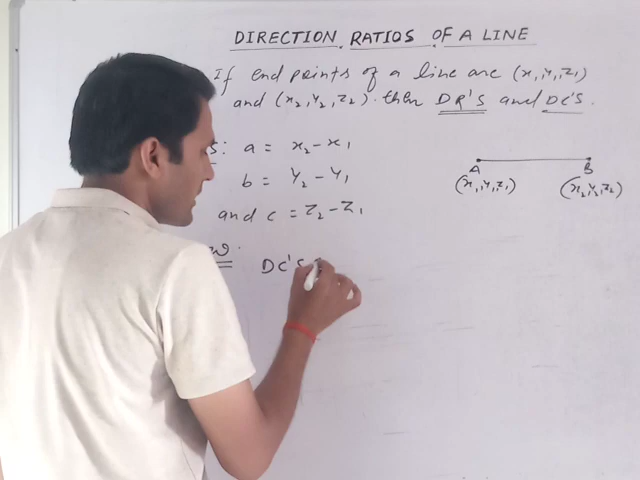 DIRECTION RATIOS OF A LINE
If end points of a line are (x₁,y₁,z₁)
and (x₂,y₂,z₂). then DR'S and DC'S.
S: a = x₂-x₁
b = y₂-y₁
and c = z₂-z₁
A B
(x₁,y₁,z₁) (x₂,y₂,z₂)
W:
DC'S